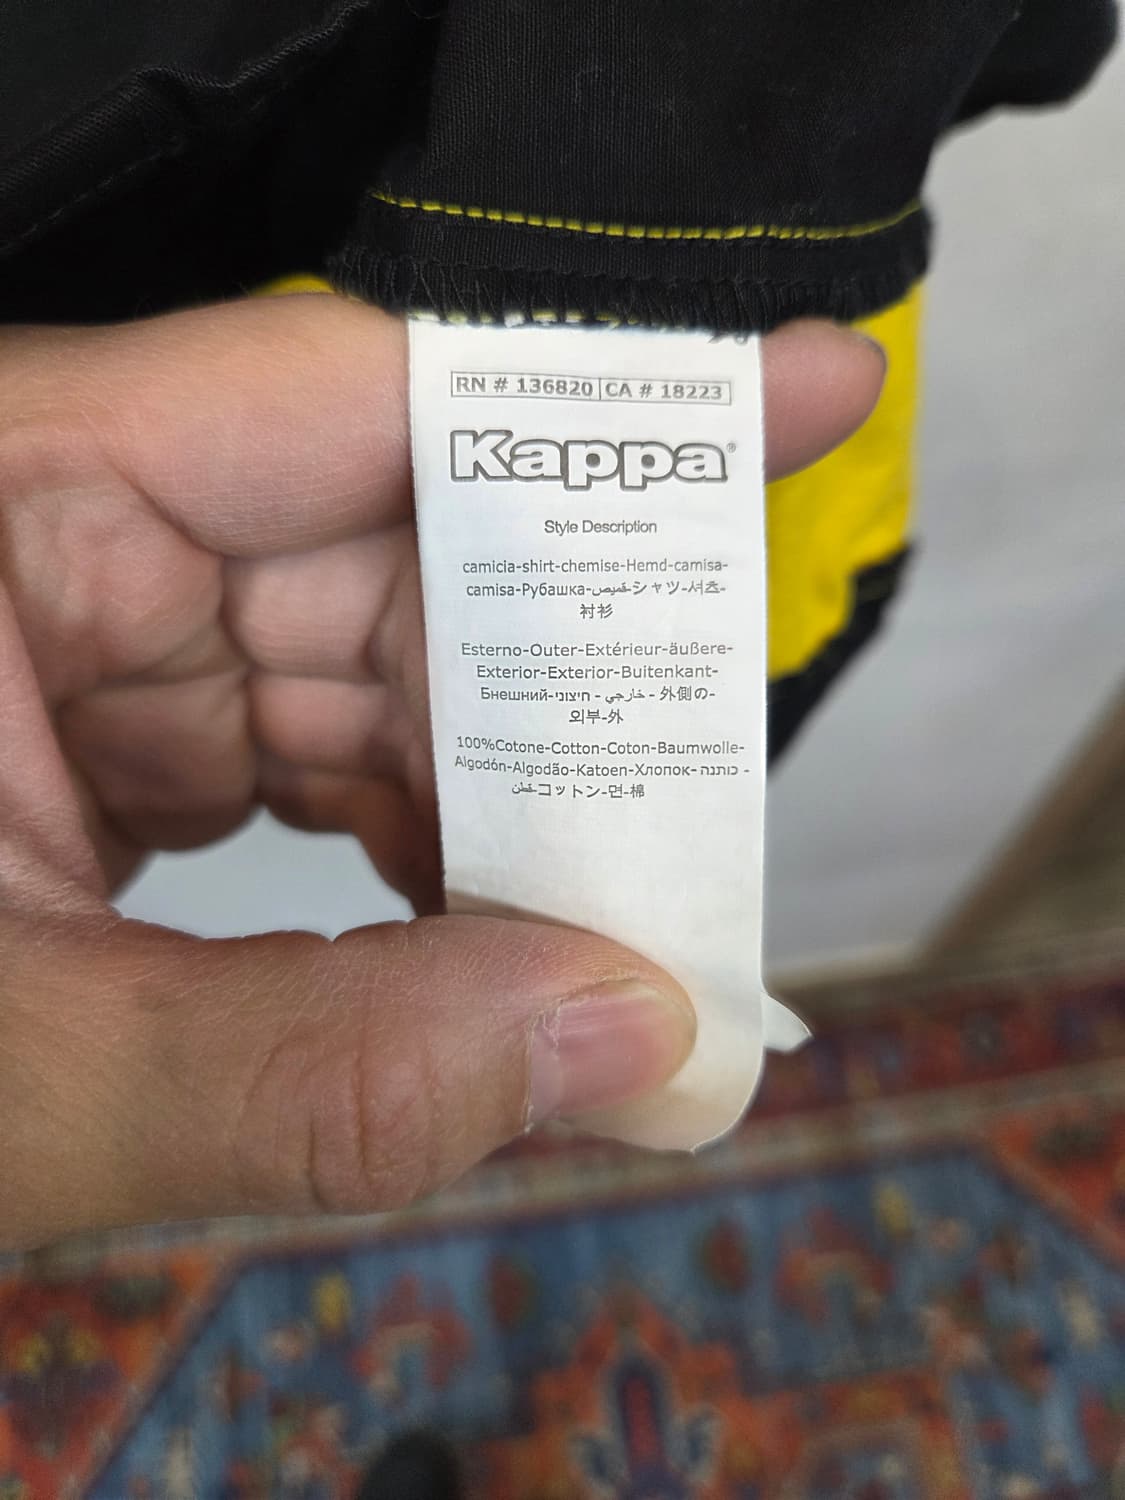 RN # 136820 CA # 18223
Kappa®
Style Description
camicia-shirt-chemise-Hemd-camisa-
camisa-Рубашка-قميص-シャツ-셔츠-
衬衫
Esterno-Outer-Extérieur-äußere-
Exterior-Exterior-Buitenkant-
Бнешний-חיצוני - خارجي - 外側の-
외부-外
100%Cotone-Cotton-Coton-Baumwolle-
Algodón-Algodão-Katoen-Хлопок- כותנה -
قطن-コットン-면-棉